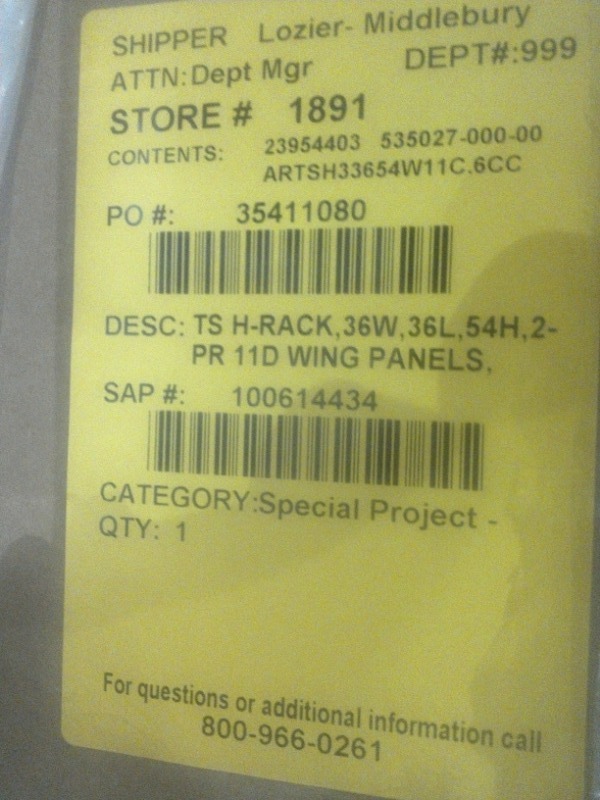 SHIPPER Lozier- Middlebury
ATTN:Dept Mgr DEPT#:999
STORE # 1891
CONTENTS: 23954403 535027-000-00
ARTSH33654W11C.6CC
PO #: 35411080
DESC: TS H-RACK,36W,36L,54H,2-
PR 11D WING PANELS,
SAP #: 100614434
CATEGORY:Special Project -
QTY: 1
For questions or additional information call
800-966-0261